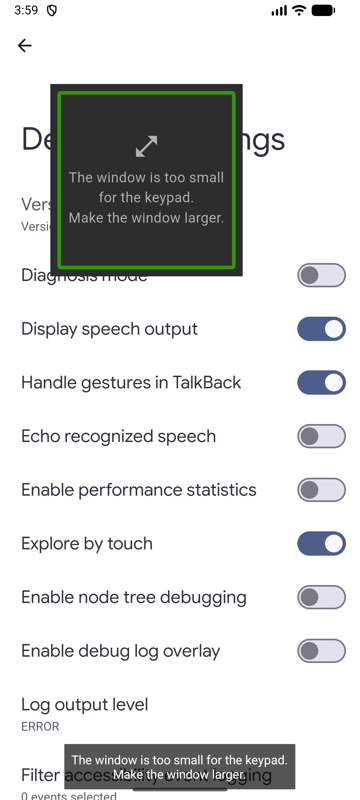 3:59
De ngs
The window is too small
for the keypad.
Make the window larger.
Vers
Versi
Diagnosis mode
Display speech output
Handle gestures in TalkBack
Echo recognized speech
Enable performance statistics
Explore by touch
Enable node tree debugging
Enable debug log overlay
Log output level
ERROR
The window is too small for the keypad.
Make the window larger.
Filter accessibility event logging
0 events selected